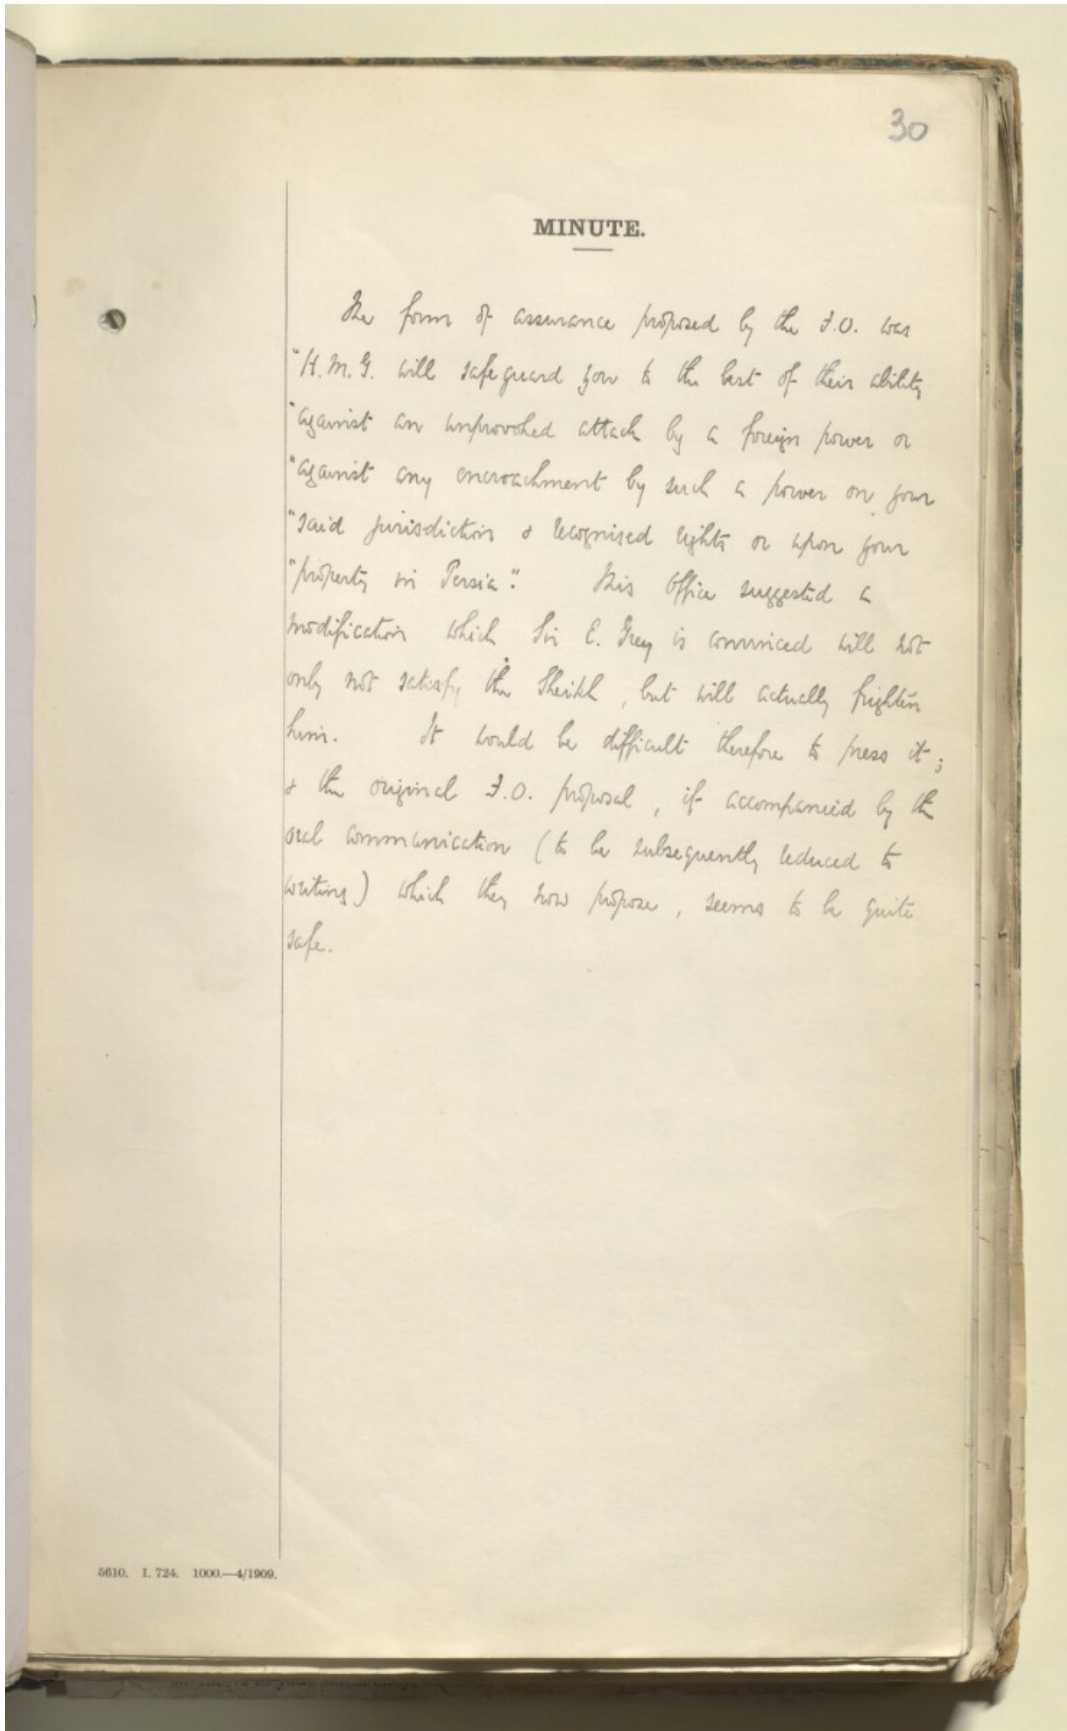 30
MINUTE.
The form of assurance proposed by the F.O. was
"H.M.G. will safeguard you to the best of their ability
"against an unprovoked attack by a foreign power or
"against any encroachment by such a power on your
"said jurisdiction & recognised rights or upon your
"property in Persia". This Office suggested a
modification which Sir E. Grey is convinced will not
only not satisfy the Sheikh, but will actually frighten
him. It would be difficult therefore to press it;
& the original F.O. proposal, if accompanied by the
oral communication (to be subsequently reduced to
writing) which they now propose, seems to be quite
safe.
5610. I. 724. 1000.—4/1909.